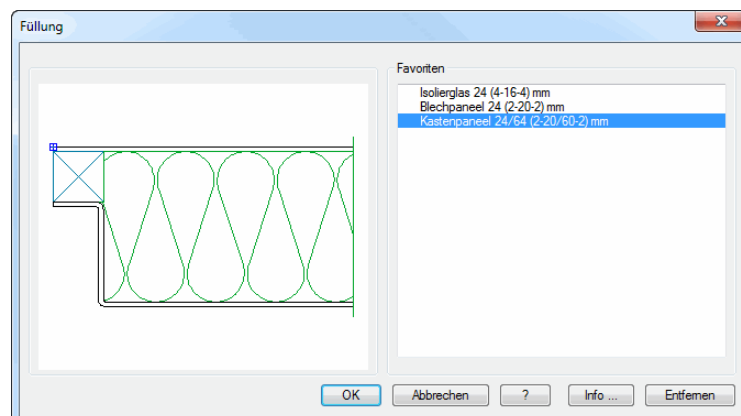 Füllung
Favoriten
Isolierglas 24 (4-16-4) mm
Blechpaneel 24 (2-20-2) mm
Kastenpaneel 24/64 (2-20/60-2) mm
OK Abbrechen ? Info ... Entfernen